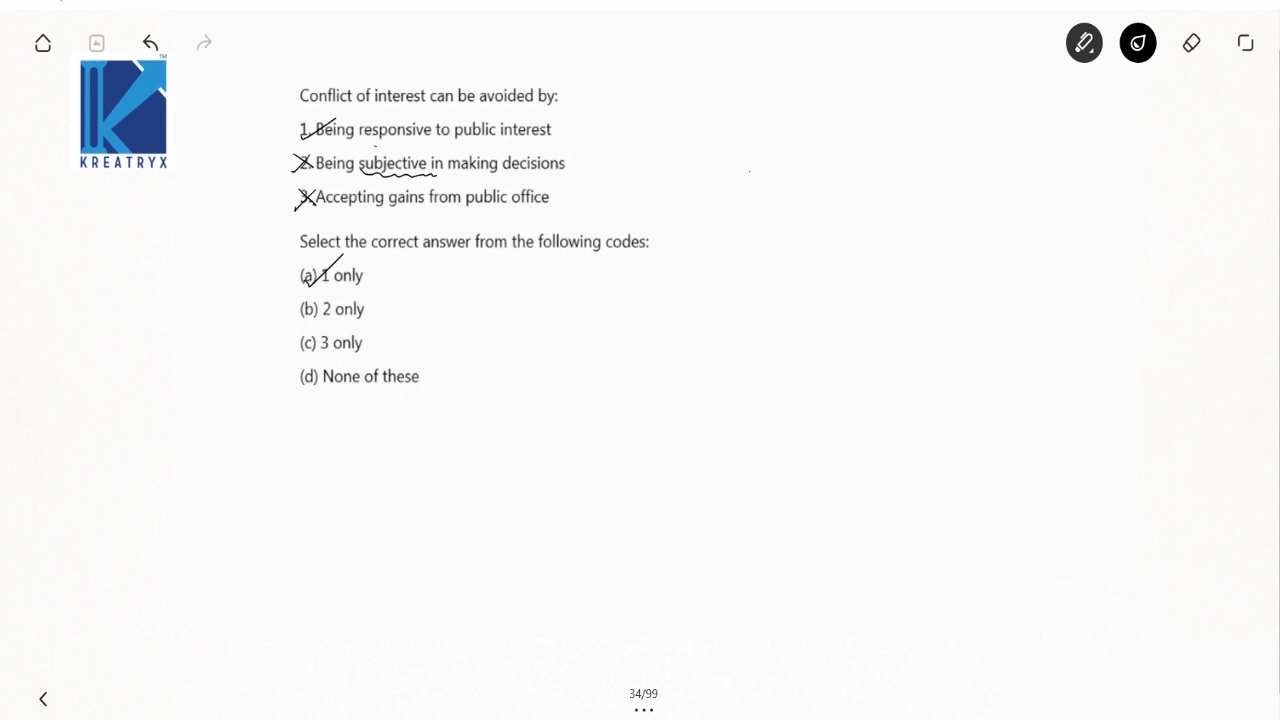 TM
KREATRYX
Conflict of interest can be avoided by:
1. Being responsive to public interest
2. Being subjective in making decisions
3. Accepting gains from public office
Select the correct answer from the following codes:
(a) 1 only
(b) 2 only
(c) 3 only
(d) None of these
34/99